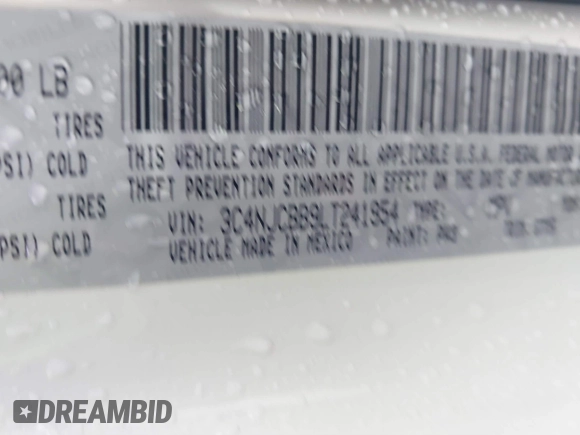 00 LB
TIRES
PSI) COLD
TIRES
PSI) COLD
THIS VEHICLE CONFORMS TO ALL APPLICABLE U.S.A. FEDERAL MOTOR
THEFT PREVENTION STANDARDS IN EFFECT ON THE DATE OF MANUFACTURE
VIN: 3C4NJCBB9LT241954 TYPE:
VEHICLE MADE IN MEXICO PAINT: PW3
DREAMBID